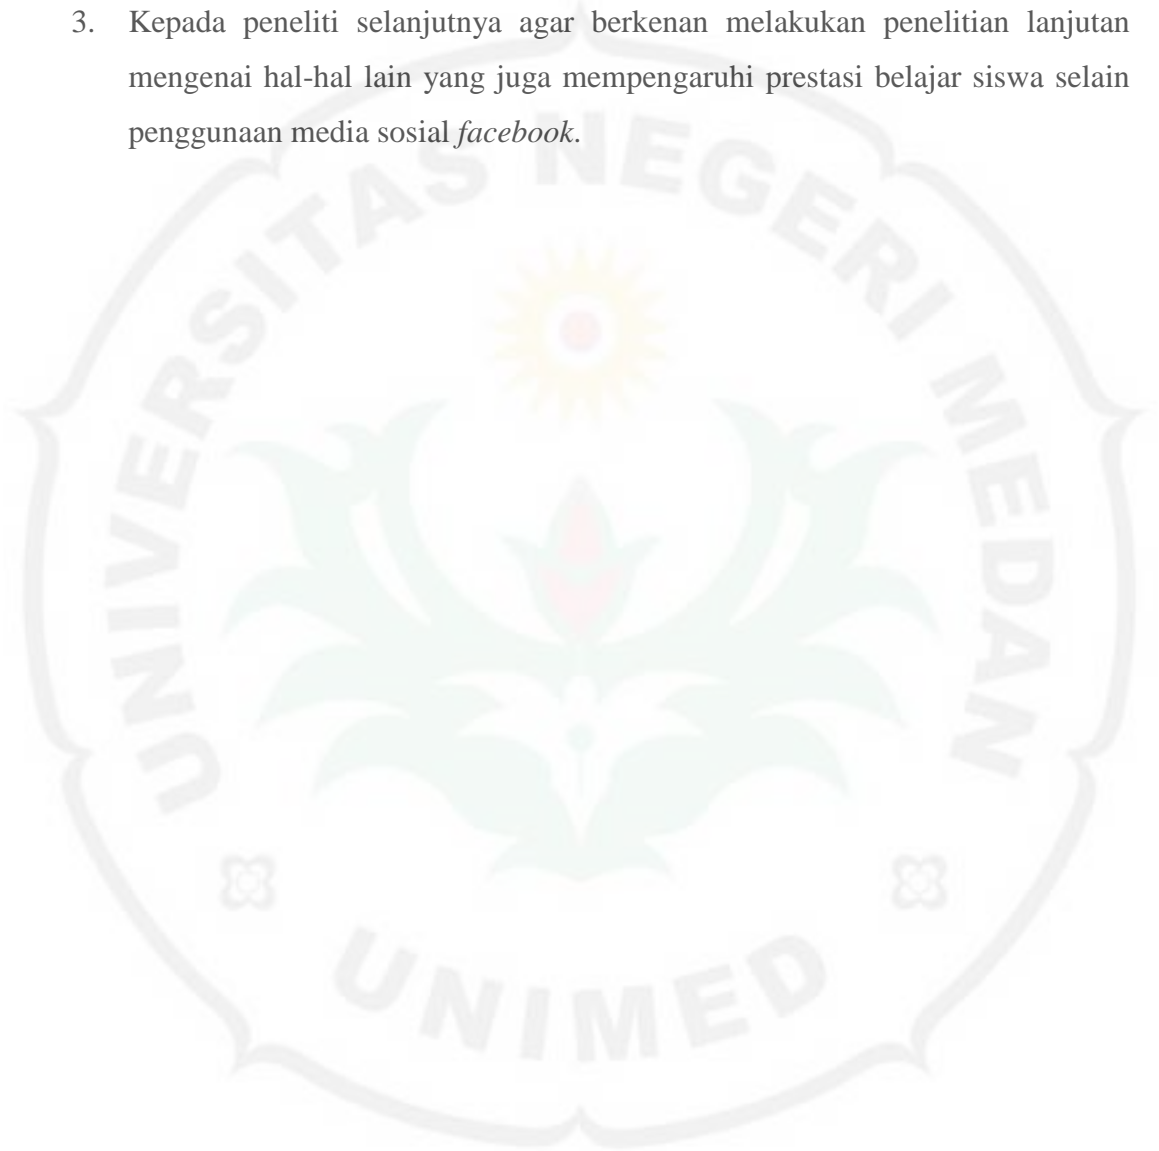 3. Kepada peneliti selanjutnya agar berkenan melakukan penelitian lanjutan
mengenai hal-hal lain yang juga mempengaruhi prestasi belajar siswa selain
penggunaan media sosial facebook.
UNIVERSITAS NEGERI MEDAN
UNIMED